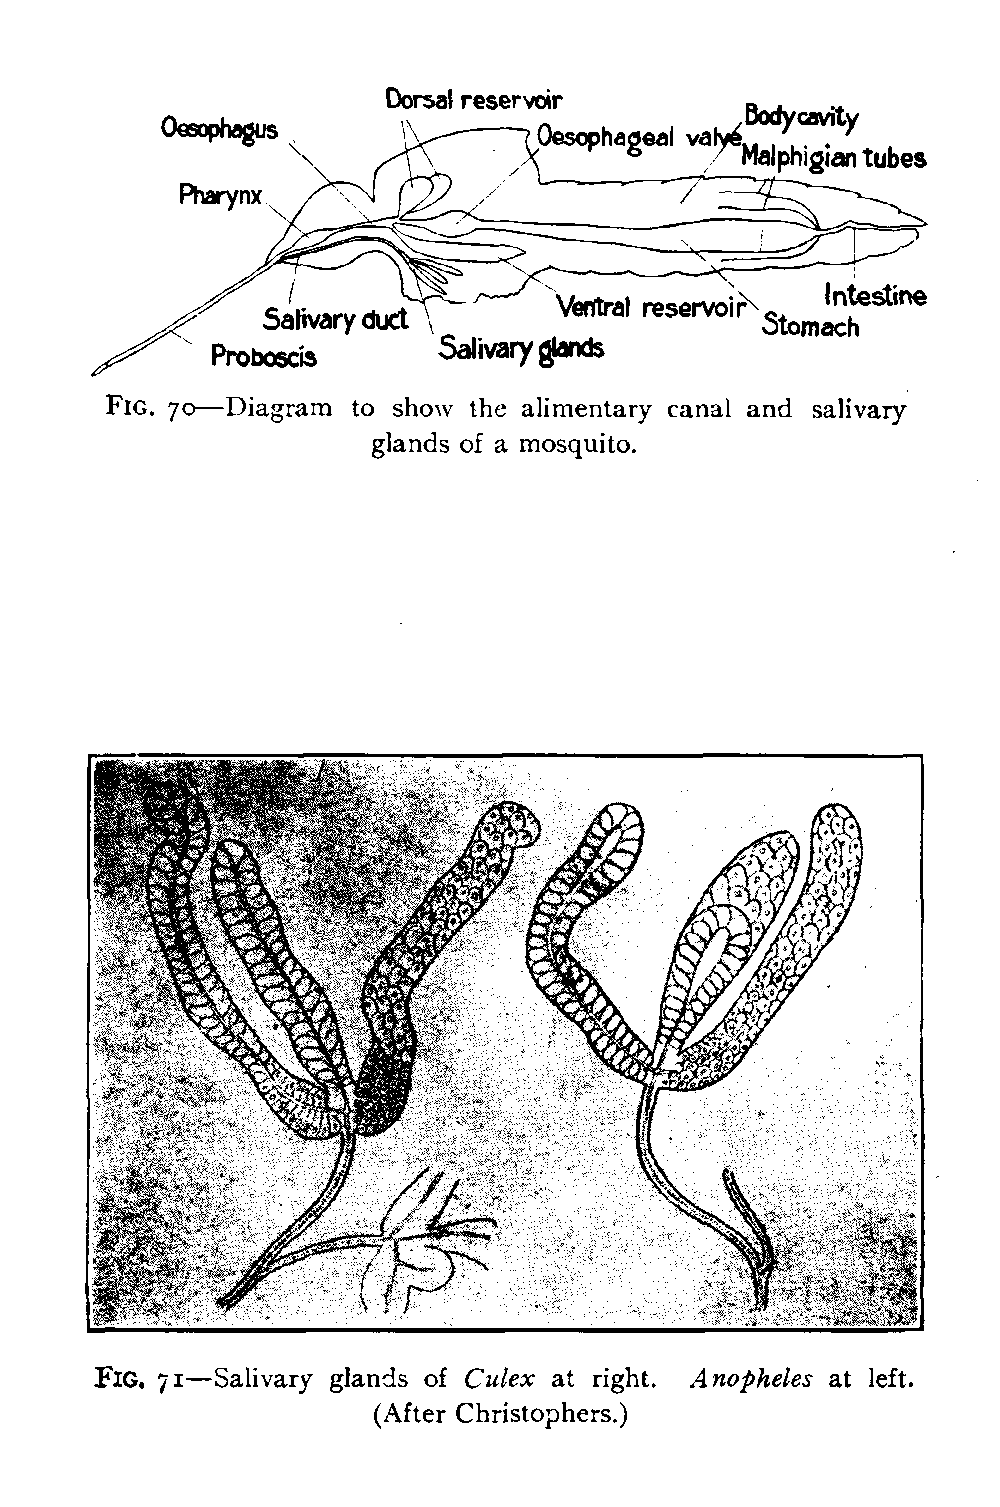 Dorsal reservoir
Oesophagus
Oesophageal valve
Body cavity
Malphigian tubes
Pharynx
Salivary duct
Proboscis
Salivary glands
Ventral reservoir
Stomach
Intestine
FIG. 70—Diagram to show the alimentary canal and salivary
glands of a mosquito.
FIG. 71—Salivary glands of Culex at right. Anopheles at left.
(After Christophers.)